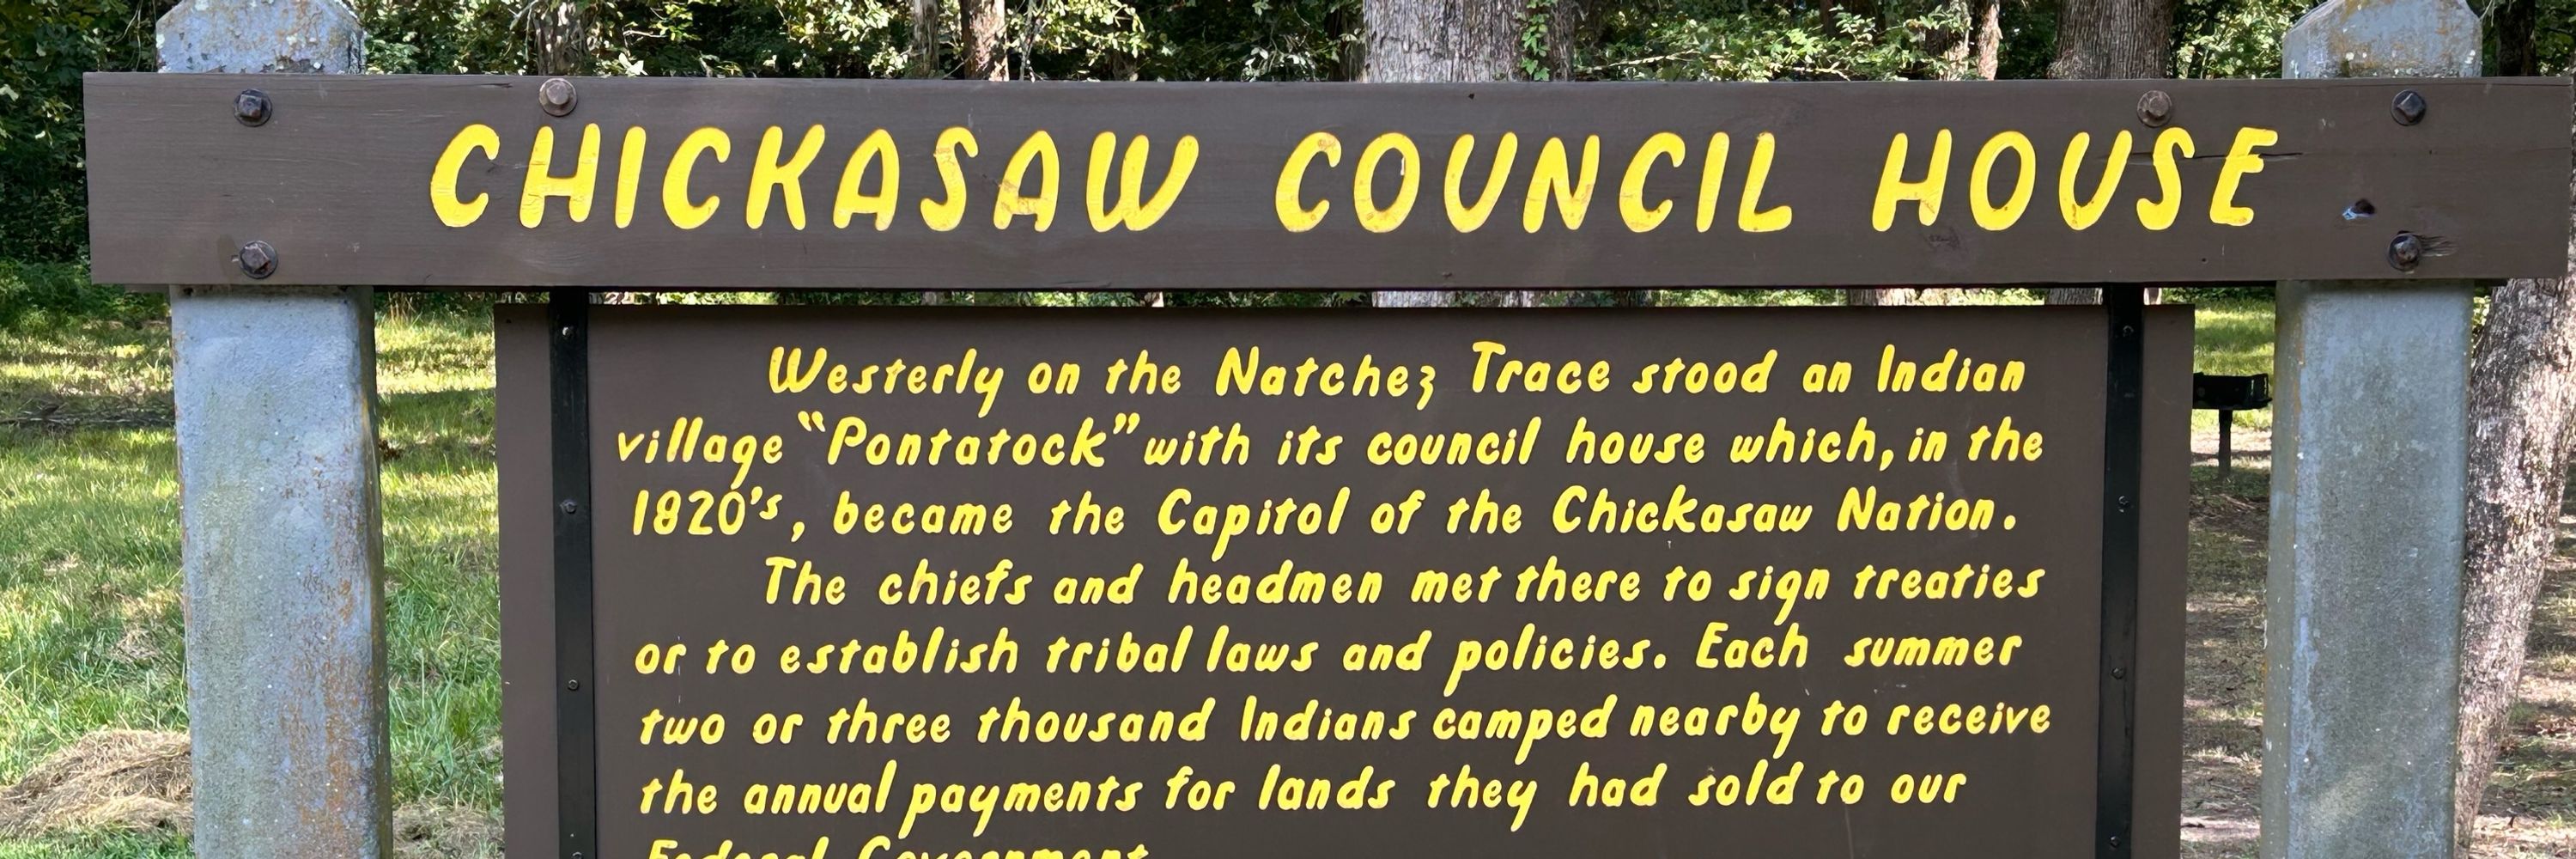 CHICKASAW COUNCIL HOUSE
Westerly on the Natchez Trace stood an Indian
village "Pontatock" with its council house which, in the
1820's, became the Capitol of the Chickasaw Nation.
The chiefs and headmen met there to sign treaties
or to establish tribal laws and policies. Each summer
two or three thousand Indians camped nearby to receive
the annual payments for lands they had sold to our
Federal Government